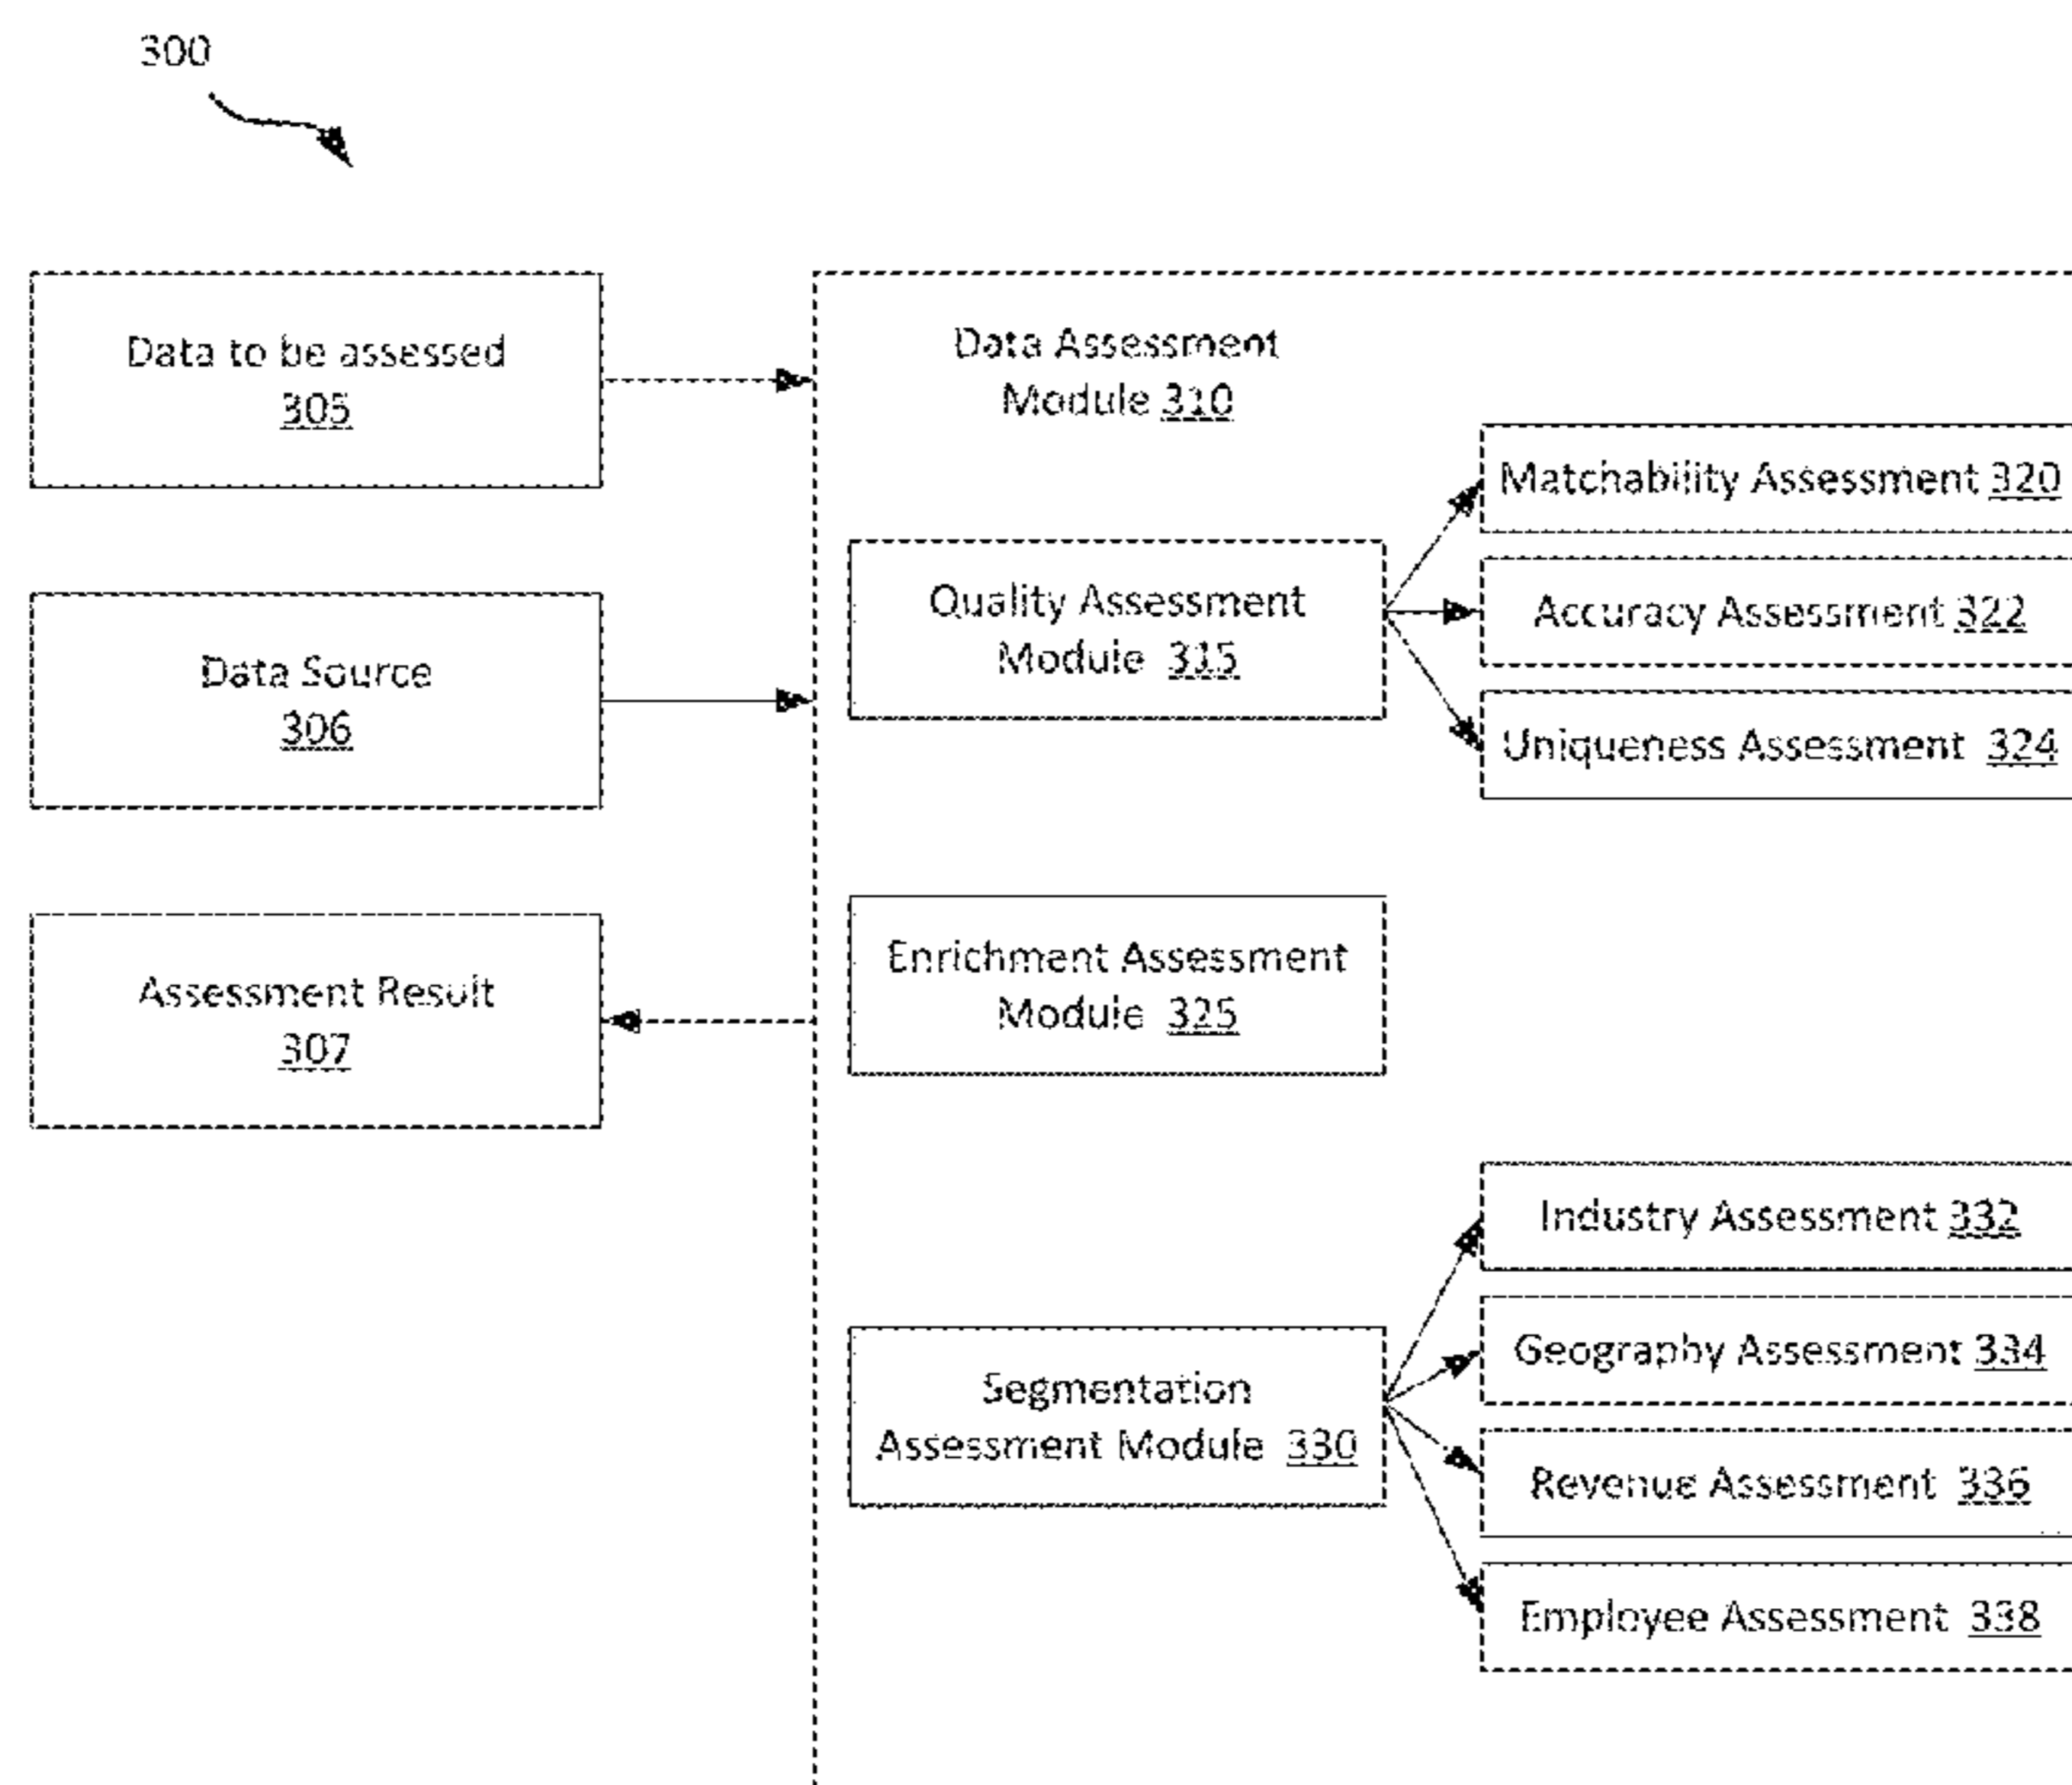 300
Data to be assessed
305
Data Source
306
Assessment Result
307
Data Assessment
Module 310
Quality Assessment
Module 315
Matchability Assessment 320
Accuracy Assessment 322
Uniqueness Assessment 324
Enrichment Assessment
Module 325
Segmentation
Assessment Module 330
Industry Assessment 332
Geography Assessment 334
Revenue Assessment 336
Employee Assessment 338